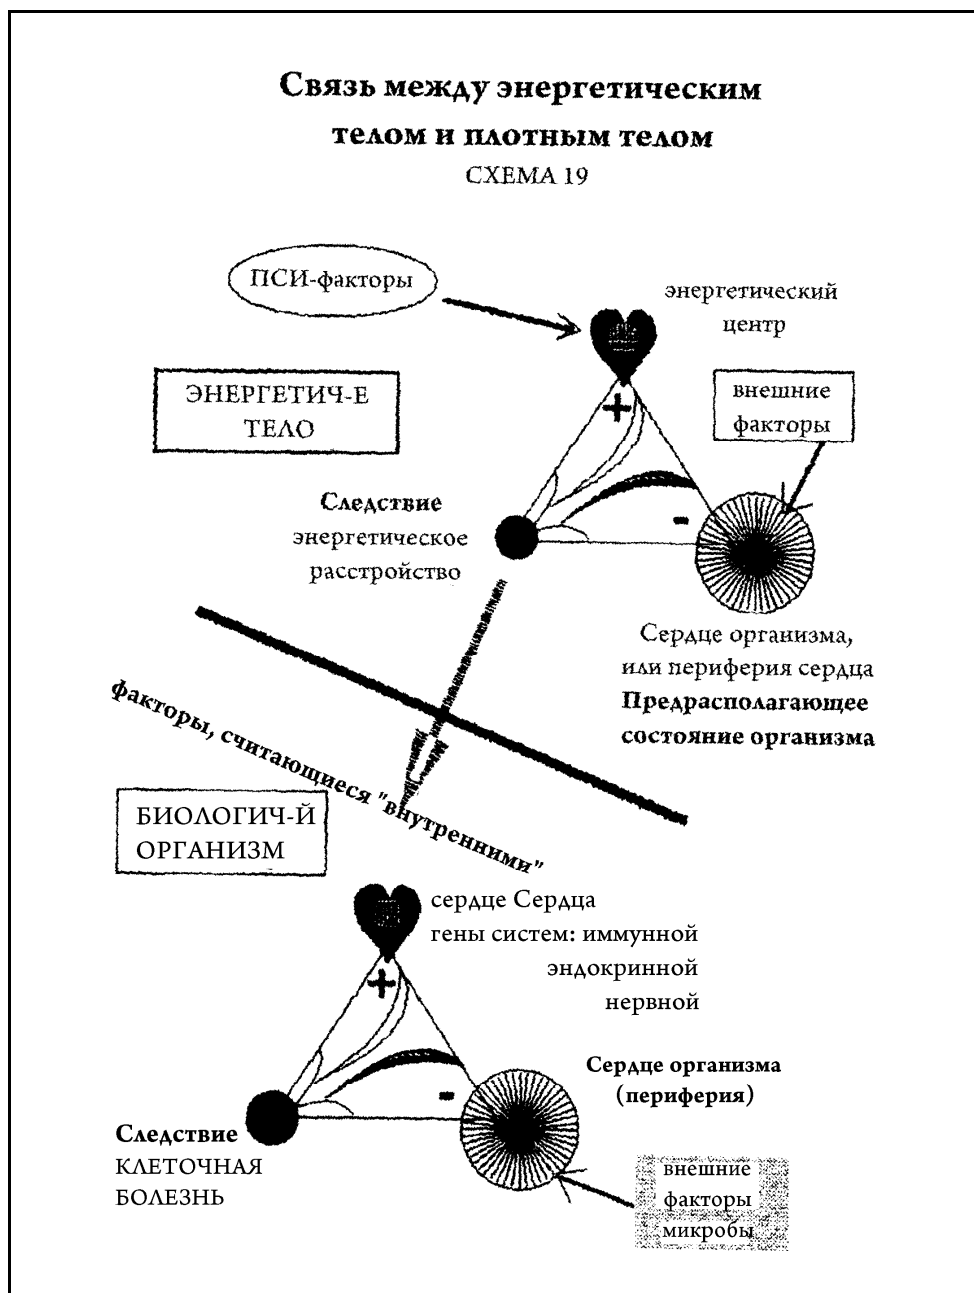 Связь между энергетическим
телом и плотным телом
СХЕМА 19
ПСИ-факторы
энергетический
центр
ЭНЕРГЕТИЧ-Е
ТЕЛО
внешние
факторы
+
Следствие
энергетическое
расстройство
-
Сердце организма,
или периферия сердца
Предрасполагающее
состояние организма
факторы, считающиеся "внутренними"
БИОЛОГИЧ-Й
ОРГАНИЗМ
сердце Сердца
гены систем: иммунной
эндокринной
нервной
+
-
Сердце организма
(периферия)
Следствие
КЛЕТОЧНАЯ
БОЛЕЗНЬ
внешние
факторы
микробы